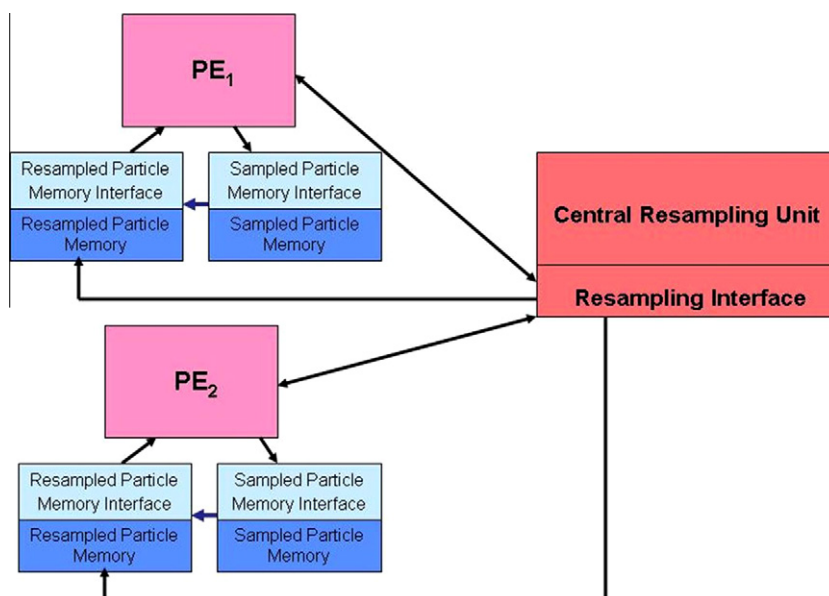 PE1
Resampled Particle
Memory Interface
Resampled Particle
Memory
Sampled Particle
Memory Interface
Sampled Particle
Memory
Central Resampling Unit
Resampling Interface
PE2
Resampled Particle
Memory Interface
Resampled Particle
Memory
Sampled Particle
Memory Interface
Sampled Particle
Memory